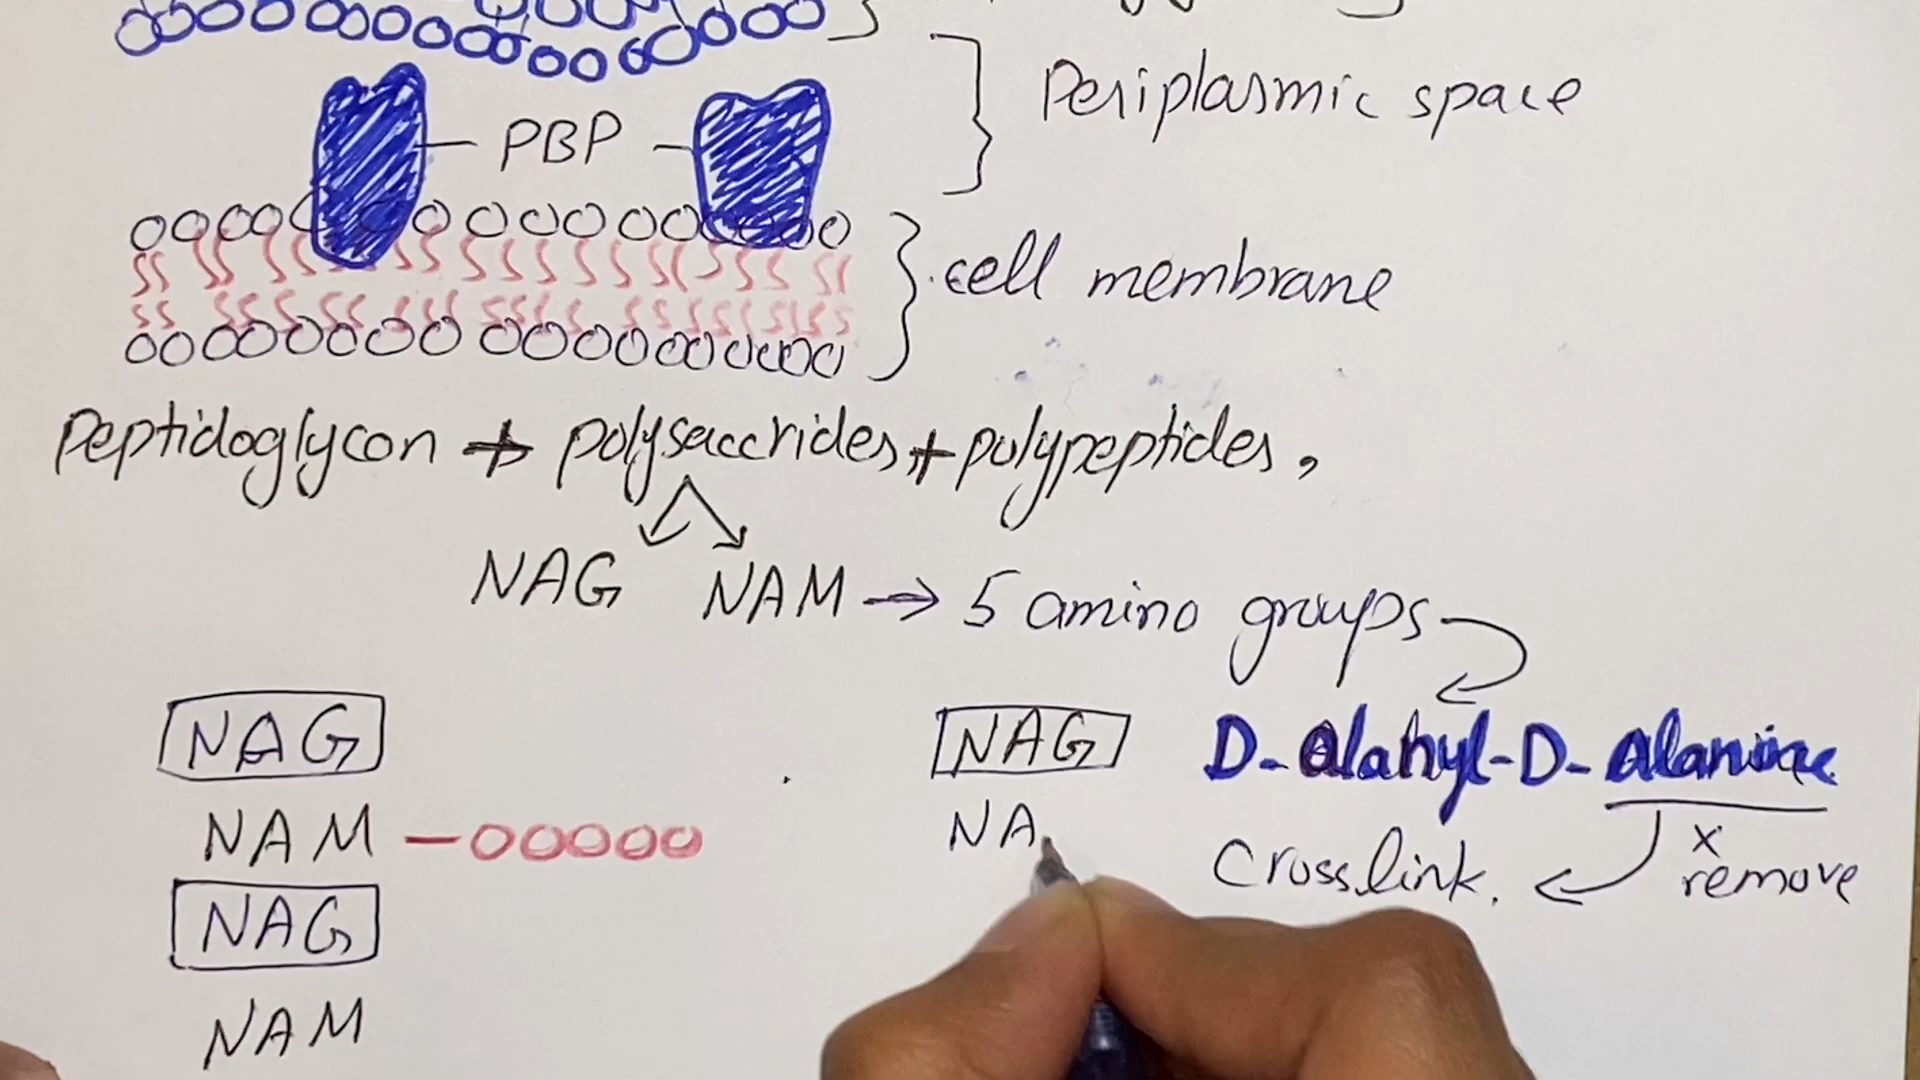 Periplasmic space
PBP
cell membrane
Peptidoglycon + polysaccrides + polypeptides,
NAG NAM → 5 amino groups
NAG
NAM
NAG
NAM
NAG
NA
D-alahyl-D-alanine
Cross.link.
x
remove